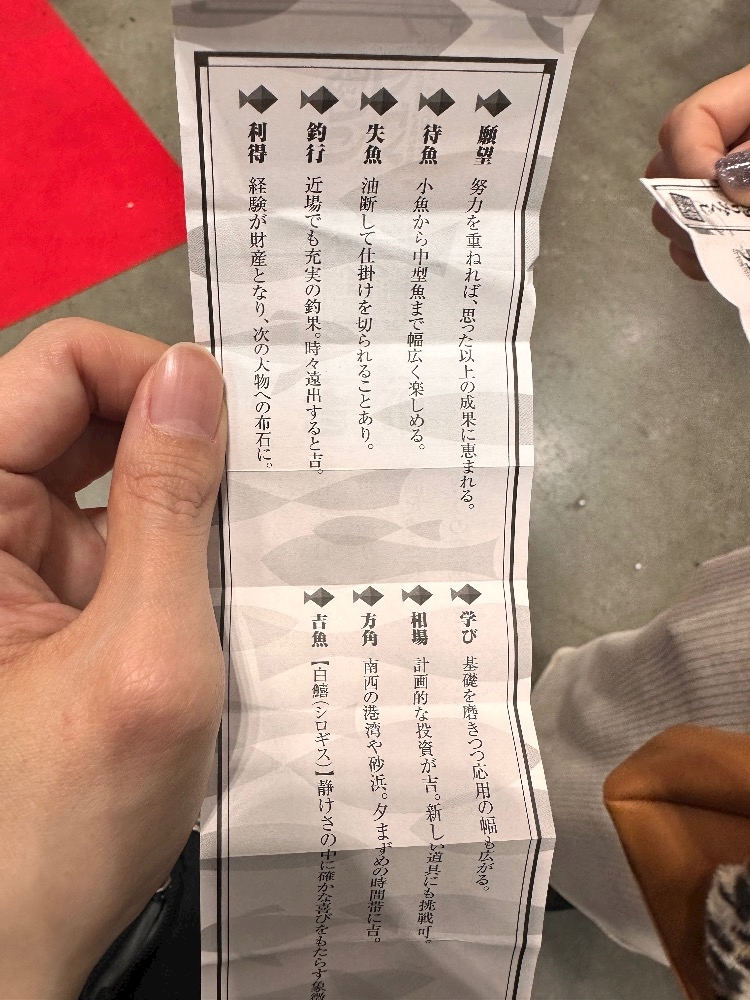 願望 努力を重ねれば、思った以上の成果に恵まれる。
待魚 小魚から中型魚まで幅広く楽しめる。
失魚 油断して仕掛けを切られることあり。
釣行 近場でも充実の釣果。時々遠出すると吉。
利得 経験が財産となり、次の大物への布石に。
学び 基礎を磨きつつ応用の幅も広がる。
相場 計画的な投資が吉。新しい道具にも挑戦可。
方角 南西の港湾や砂浜。夕まずめの時間帯に吉。
吉魚 【白鱚(シロギス)】静けさの中に確かな喜びをもたらす象徴